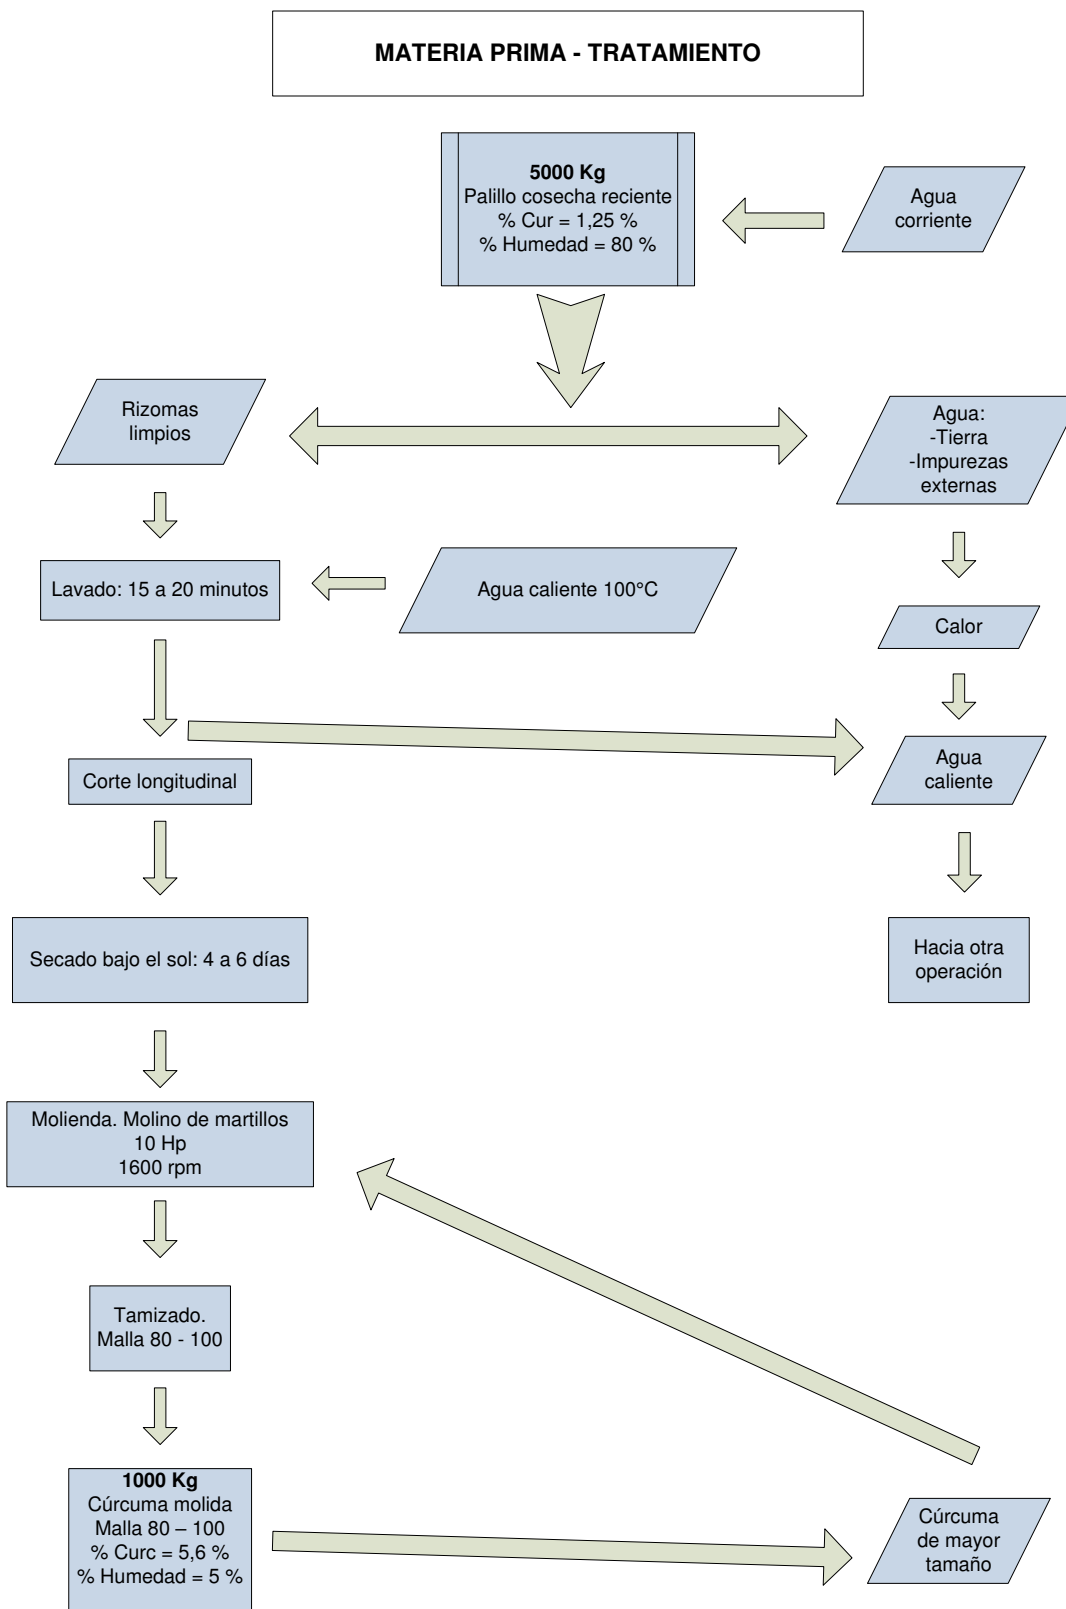 MATERIA PRIMA - TRATAMIENTO
5000 Kg
Palillo cosecha reciente
% Cur = 1,25 %
% Humedad = 80 %
Agua
corriente
Rizomas
limpios
Agua:
-Tierra
-Impurezas
externas
Lavado: 15 a 20 minutos
Agua caliente 100°C
Calor
Corte longitudinal
Agua
caliente
Secado bajo el sol: 4 a 6 días
Hacia otra
operación
Molienda. Molino de martillos
10 Hp
1600 rpm
Tamizado.
Malla 80 - 100
1000 Kg
Cúrcuma molida
Malla 80 – 100
% Curc = 5,6 %
% Humedad = 5 %
Cúrcuma
de mayor
tamaño